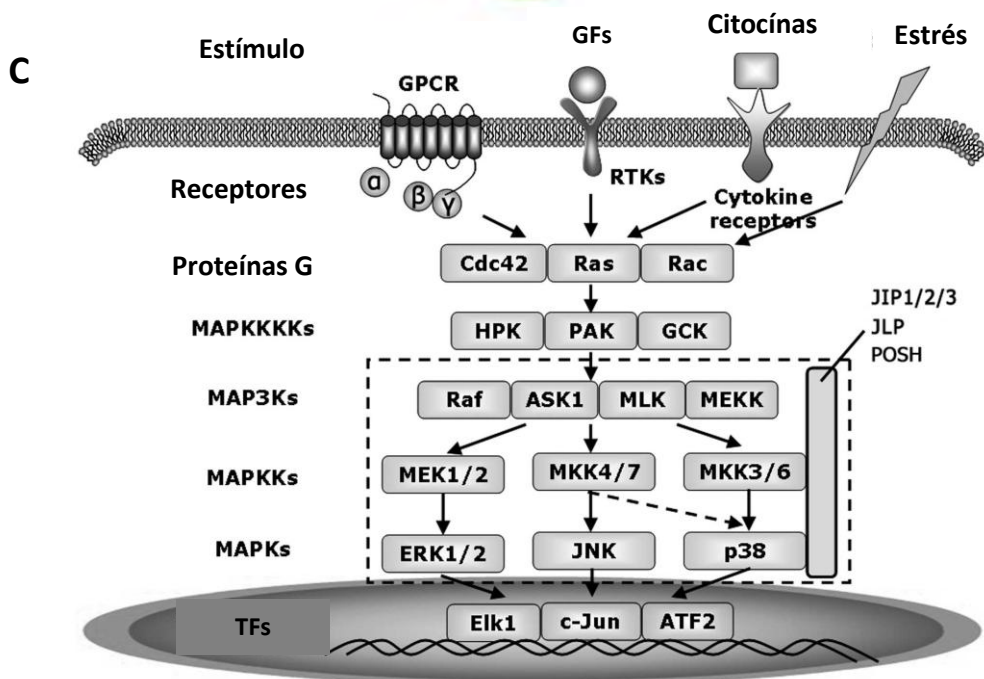 C
Estímulo
GFs
Citocínas
Estrés
GPCR
α
β
γ
RTKs
Cytokine
receptors
Receptores
Proteínas G
Cdc42 Ras Rac
JIP1/2/3
JLP
POSH
MAPKKKKs
HPK PAK GCK
MAP3Ks
Raf ASK1 MLK MEKK
MAPKKs
MEK1/2 MKK4/7 MKK3/6
MAPKs
ERK1/2 JNK p38
TFs
Elk1 c-Jun ATF2